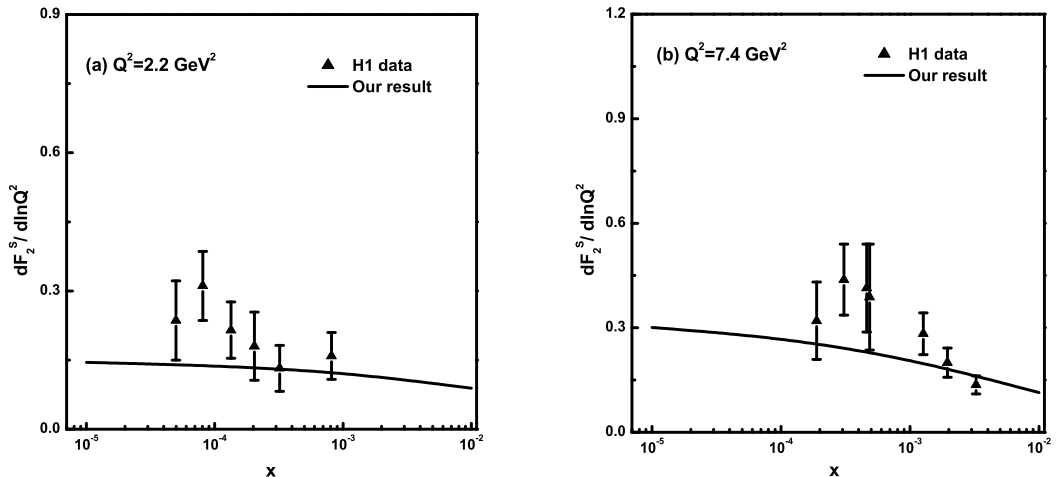 (a) Q²=2.2 GeV²
H1 data
Our result
dF₂ˢ/ dlnQ²
0.9
0.6
0.3
0.0
10⁻⁵ 10⁻⁴ 10⁻³ 10⁻²
x
(b) Q²=7.4 GeV²
H1 data
Our result
dF₂ˢ/ dlnQ²
1.2
0.9
0.6
0.3
0.0
10⁻⁵ 10⁻⁴ 10⁻³ 10⁻²
x